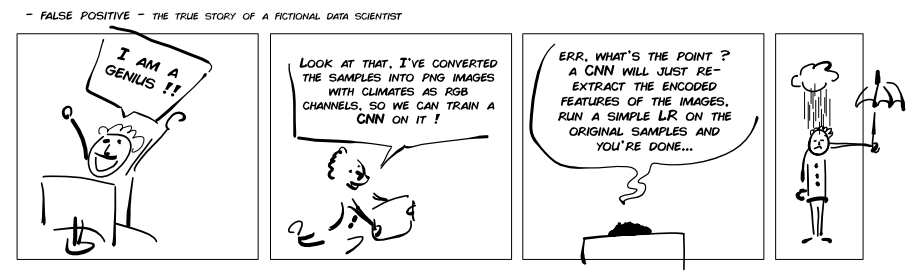 - FALSE POSITIVE - THE TRUE STORY OF A FICTIONAL DATA SCIENTIST
I AM A
GENIUS !!
LOOK AT THAT, I'VE CONVERTED
THE SAMPLES INTO PNG IMAGES
WITH CLIMATES AS RGB
CHANNELS, SO WE CAN TRAIN A
CNN ON IT !
ERR, WHAT'S THE POINT ?
A CNN WILL JUST RE-
EXTRACT THE ENCODED
FEATURES OF THE IMAGES,
RUN A SIMPLE LR ON THE
ORIGINAL SAMPLES AND
YOU'RE DONE...